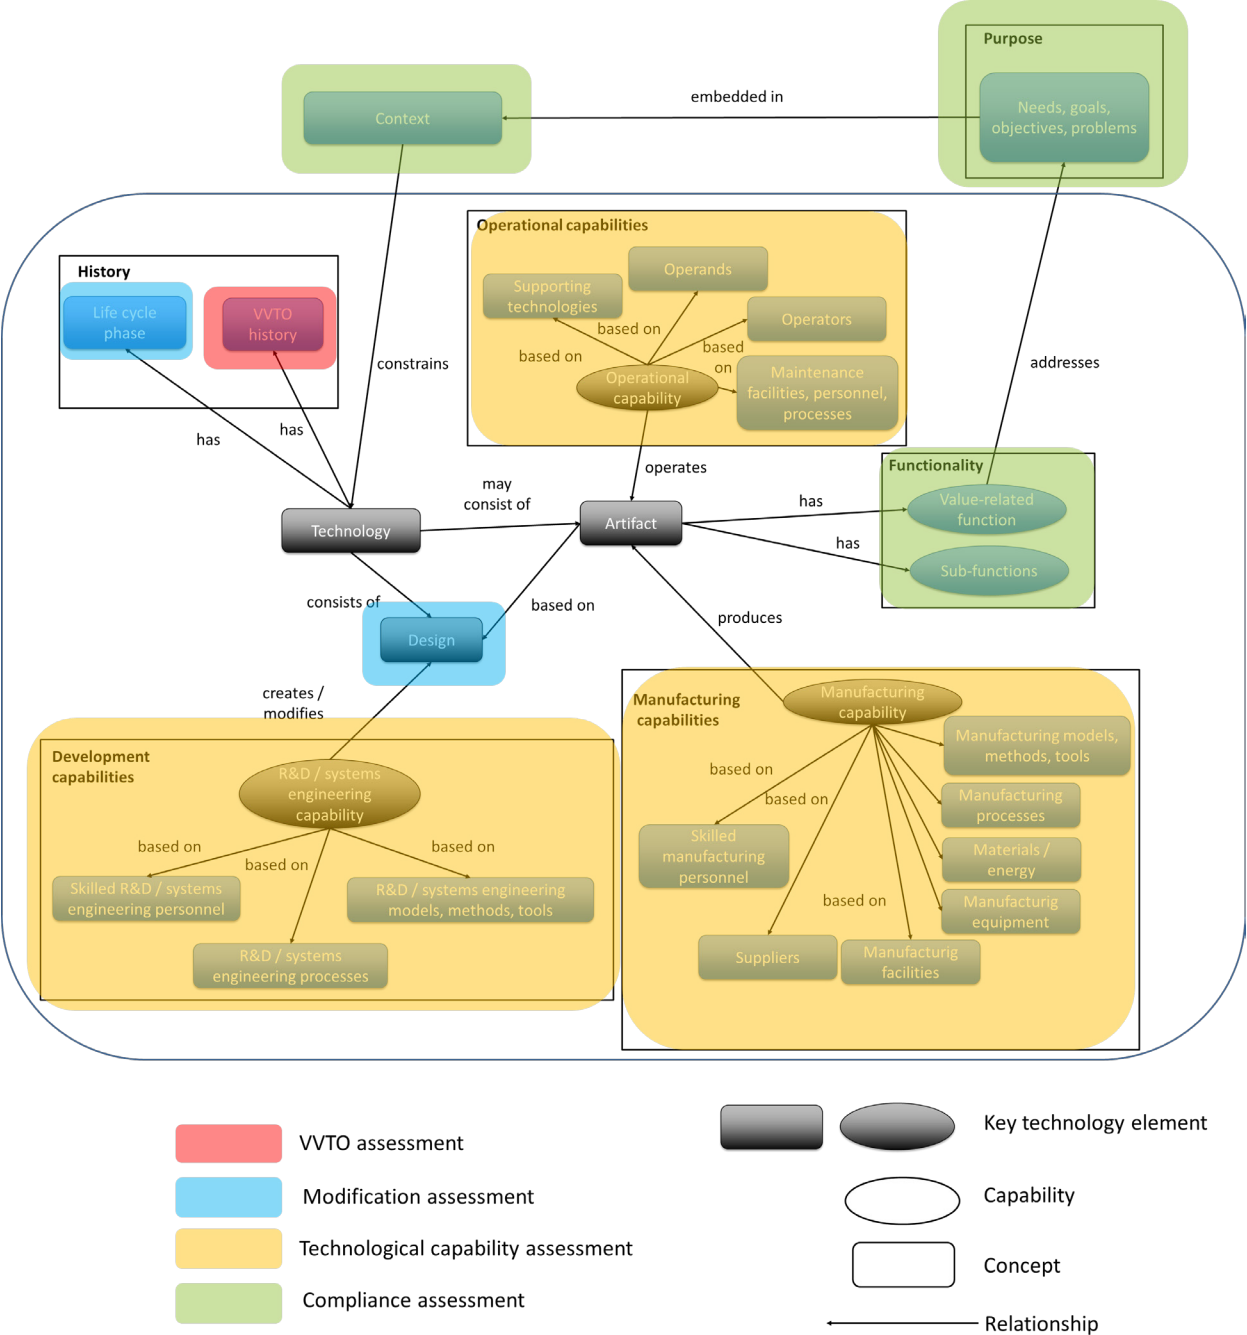 Purpose
Needs, goals,
objectives, problems
embedded in
Context
Operational capabilities
Operands
Supporting
technologies
Operators
based on
based on
based
on
Maintenance
facilities, personnel,
processes
Operational
capability
History
Life cycle
phase
VVTO
history
constrains
addresses
has
has
operates
Functionality
Value-related
function
Sub-functions
may
consist of
has
has
Technology
Artifact
consists of
based on
produces
Design
creates /
modifies
Development
capabilities
R&D / systems
engineering
capability
based on
based on
based on
Skilled R&D / systems
engineering personnel
R&D / systems engineering
models, methods, tools
R&D / systems
engineering processes
Manufacturing
capabilities
Manufacturing
capability
Manufacturing models,
methods, tools
based on
based on
Manufacturing
processes
Skilled
manufacturing
personnel
Materials /
energy
based on
Manufacturig
equipment
Suppliers
Manufacturig
facilities
VVTO assessment
Modification assessment
Technological capability assessment
Compliance assessment
Key technology element
Capability
Concept
Relationship